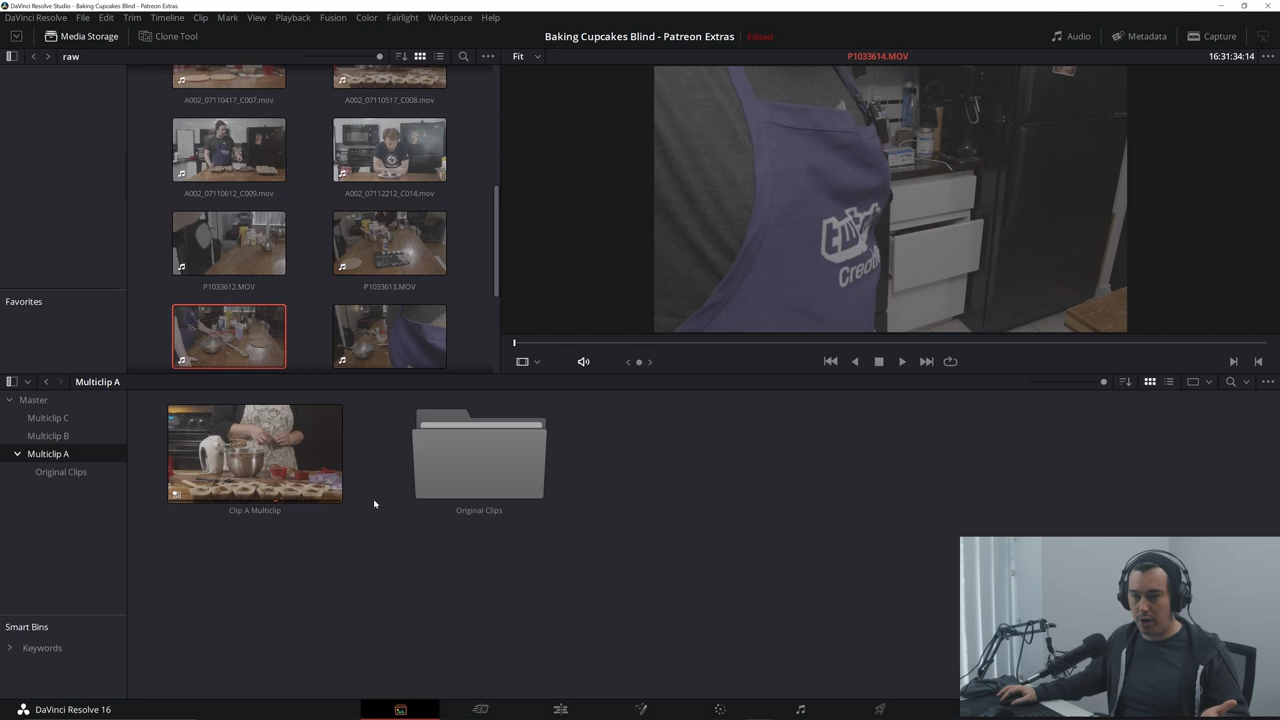 DaVinci Resolve Studio - Baking Cupcakes Blind - Patreon Extras
DaVinci Resolve File Edit Trim Timeline Clip Mark View Playback Fusion Color Fairlight Workspace Help
Media Storage Clone Tool Baking Cupcakes Blind - Patreon Extras Edited Audio Metadata Capture
raw Fit P1033614.MOV 16:31:34:14
A002_07110417_C007.mov A002_07110517_C008.mov
A002_07110612_C009.mov A002_07112212_C014.mov
P1033612.MOV P1033613.MOV
Favorites
Multiclip A
Master
Multiclip C
Multiclip B
Multiclip A
Original Clips
Clip A Multiclip Original Clips
Smart Bins
Keywords
DaVinci Resolve 16